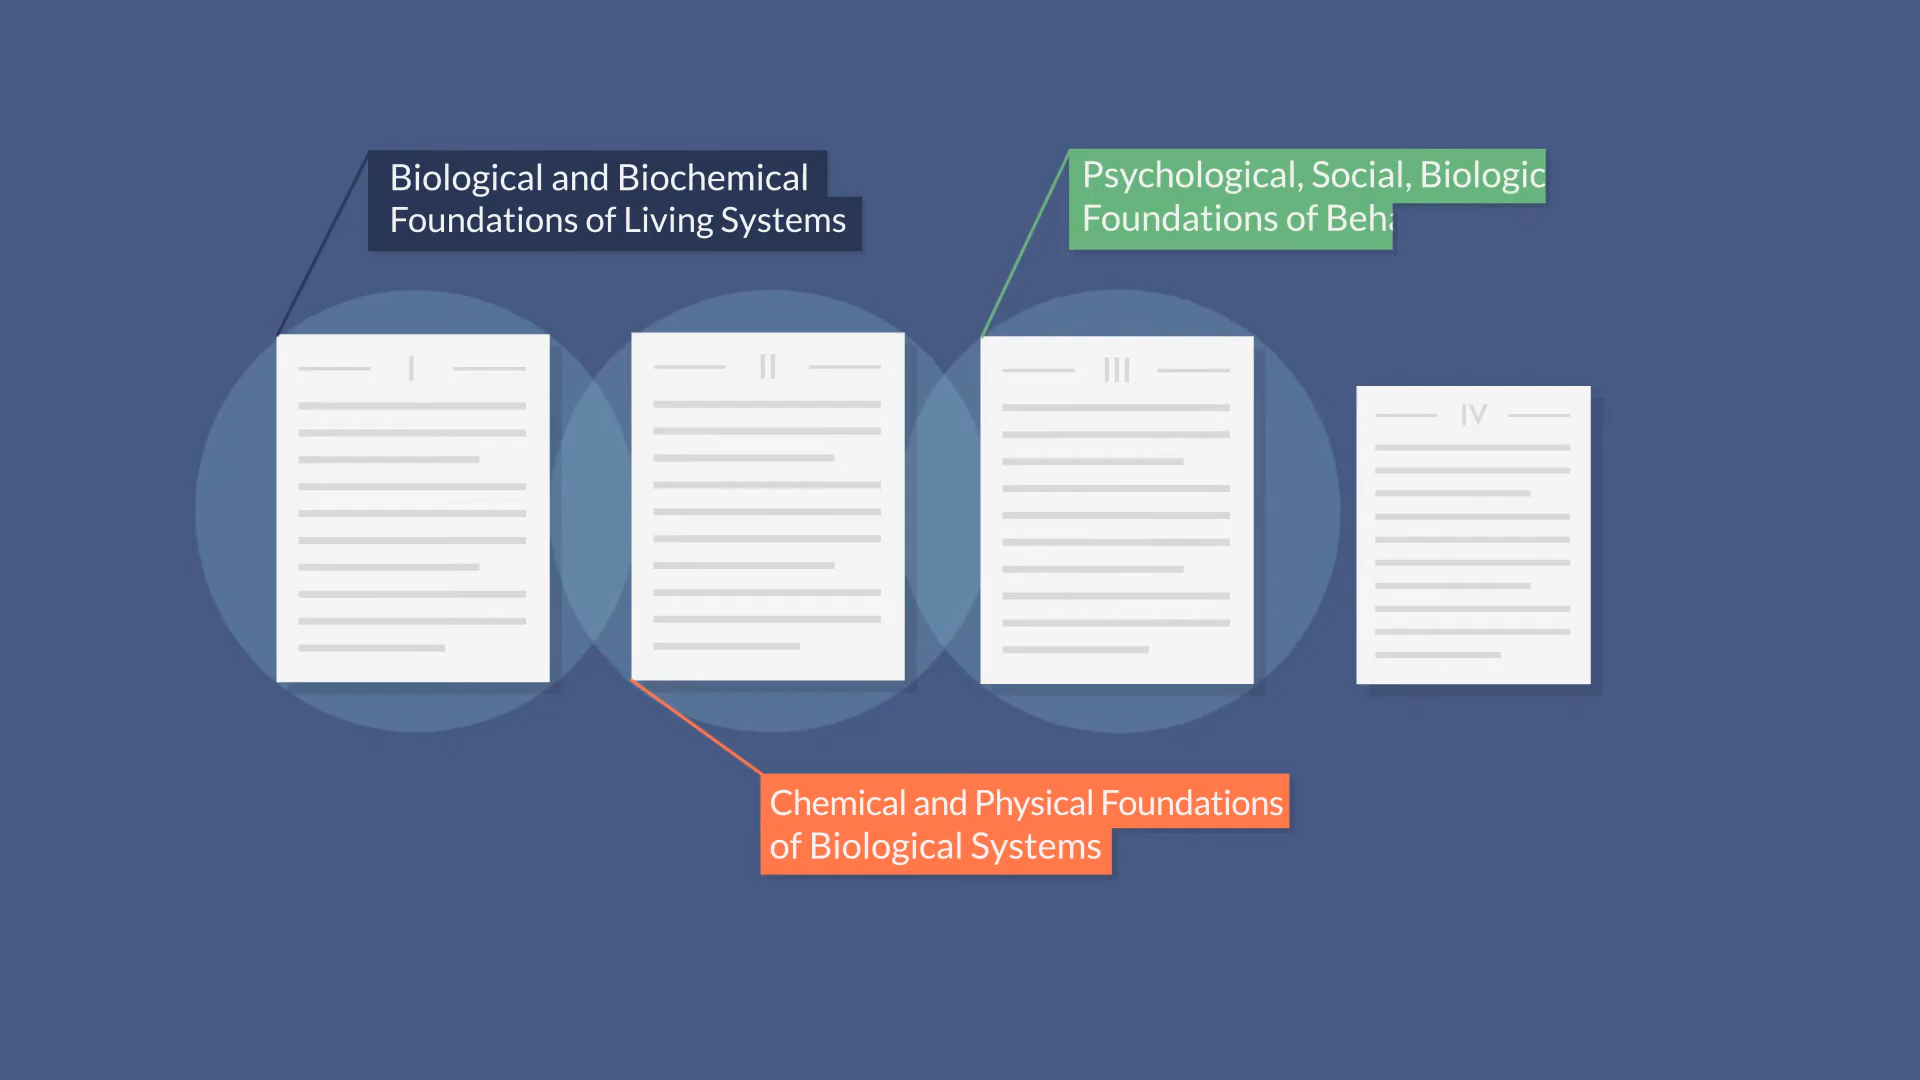 Biological and Biochemical
Foundations of Living Systems
Psychological, Social, Biologic
Foundations of Beh
I
II
III
IV
Chemical and Physical Foundations
of Biological Systems